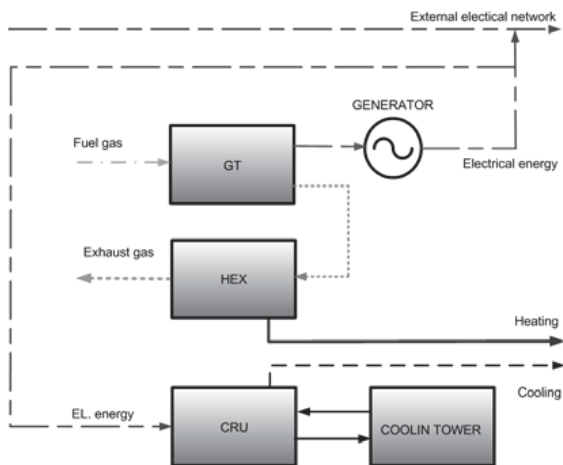 External electical network
GENERATOR
Fuel gas
GT
Electrical energy
Exhaust gas
HEX
Heating
Cooling
EL. energy
CRU
COOLIN TOWER